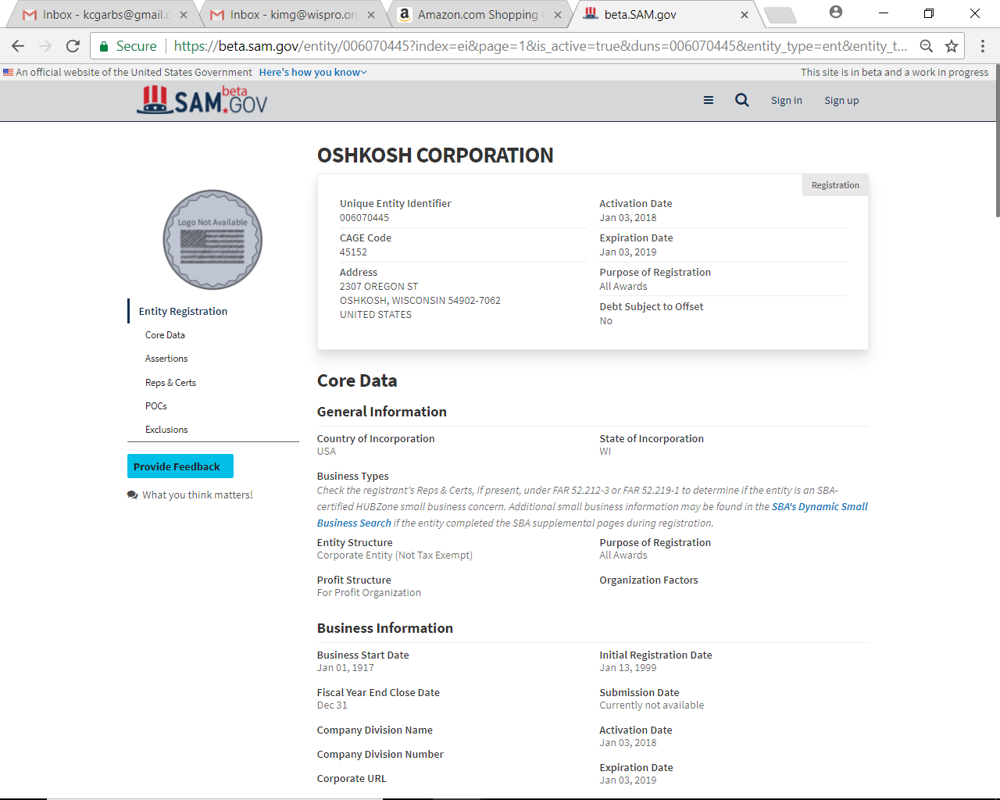 Inbox - kcgarbs@gmail.c
Inbox - kimg@wispro.org
Amazon.com Shopping
beta.SAM.gov
Secure
https://beta.sam.gov/entity/006070445?index=ei&page=1&is_active=true&duns=006070445&entity_type=ent&entity_t...
An official website of the United States Government Here's how you know
This site is in beta and a work in progress
SAM.GOV beta
Sign in
Sign up
OSHKOSH CORPORATION
Registration
Logo Not Available
Unique Entity Identifier
006070445
CAGE Code
45152
Address
2307 OREGON ST
OSHKOSH, WISCONSIN 54902-7062
UNITED STATES
Activation Date
Jan 03, 2018
Expiration Date
Jan 03, 2019
Purpose of Registration
All Awards
Debt Subject to Offset
No
Entity Registration
Core Data
Assertions
Reps & Certs
POCs
Exclusions
Provide Feedback
What you think matters!
Core Data
General Information
Country of Incorporation
USA
State of Incorporation
WI
Business Types
Check the registrant's Reps & Certs, if present, under FAR 52.212-3 or FAR 52.219-1 to determine if the entity is an SBA-
certified HUBZone small business concern. Additional small business information may be found in the SBA's Dynamic Small
Business Search if the entity completed the SBA supplemental pages during registration.
Entity Structure
Corporate Entity (Not Tax Exempt)
Purpose of Registration
All Awards
Profit Structure
For Profit Organization
Organization Factors
Business Information
Business Start Date
Jan 01, 1917
Initial Registration Date
Jan 13, 1999
Fiscal Year End Close Date
Dec 31
Submission Date
Currently not available
Company Division Name
Activation Date
Jan 03, 2018
Company Division Number
Expiration Date
Jan 03, 2019
Corporate URL